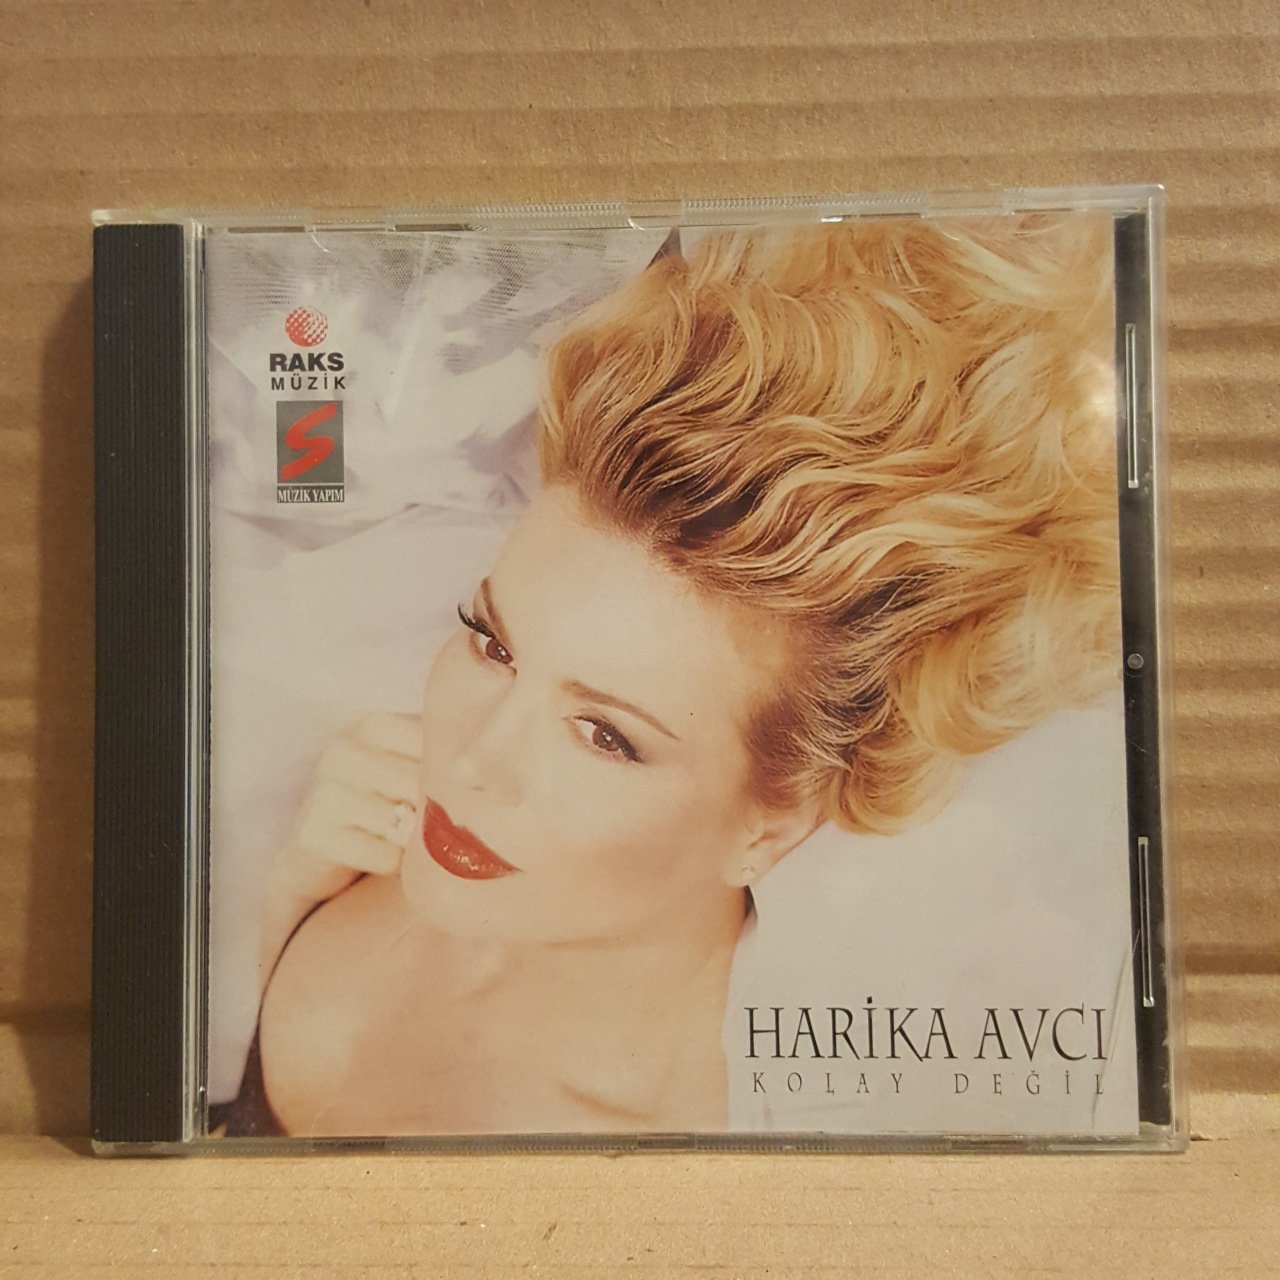 RAKS
MÜZİK
S
MÜZİK YAPIM
HARİKA AVCI
KOLAY DEĞİL